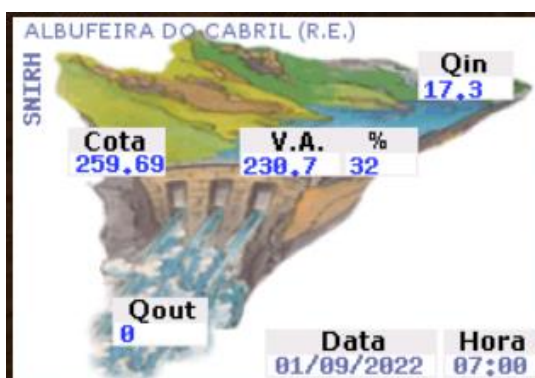 ALBUFEIRA DO CABRIL (R.E.)
SNIRH
Qin
17.3
Cota
259.69
V.A. %
230.7 32
Qout
0
Data Hora
01/09/2022 07:00